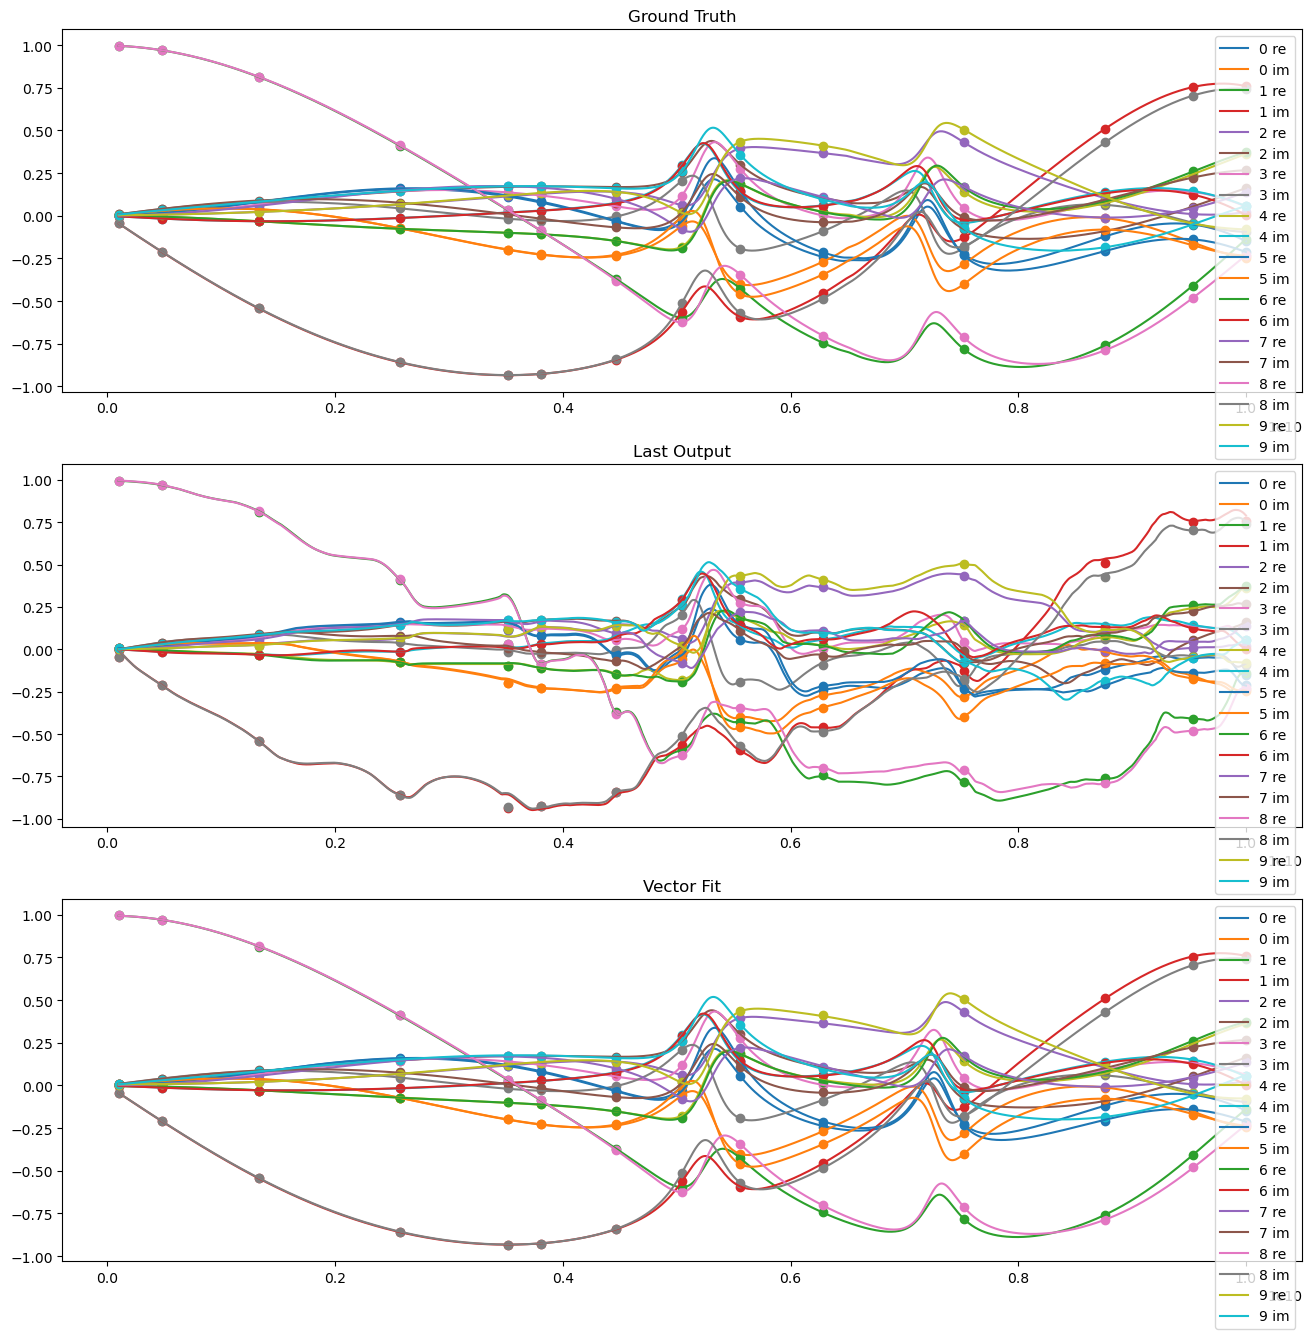 Ground Truth
1.00
0.75
0.50
0.25
0.00
−0.25
−0.50
−0.75
−1.00
0 re
0 im
1 re
1 im
2 re
2 im
3 re
3 im
4 re
4 im
5 re
5 im
6 re
6 im
7 re
7 im
8 re
8 im
9 re
9 im
0.0 0.2 0.4 0.6 0.8 1.0
Last Output
1.00
0.75
0.50
0.25
0.00
−0.25
−0.50
−0.75
−1.00
0 re
0 im
1 re
1 im
2 re
2 im
3 re
3 im
4 re
4 im
5 re
5 im
6 re
6 im
7 re
7 im
8 re
8 im
9 re
9 im
0.0 0.2 0.4 0.6 0.8 1.0
Vector Fit
1.00
0.75
0.50
0.25
0.00
−0.25
−0.50
−0.75
−1.00
0 re
0 im
1 re
1 im
2 re
2 im
3 re
3 im
4 re
4 im
5 re
5 im
6 re
6 im
7 re
7 im
8 re
8 im
9 re
9 im
0.0 0.2 0.4 0.6 0.8 1.0